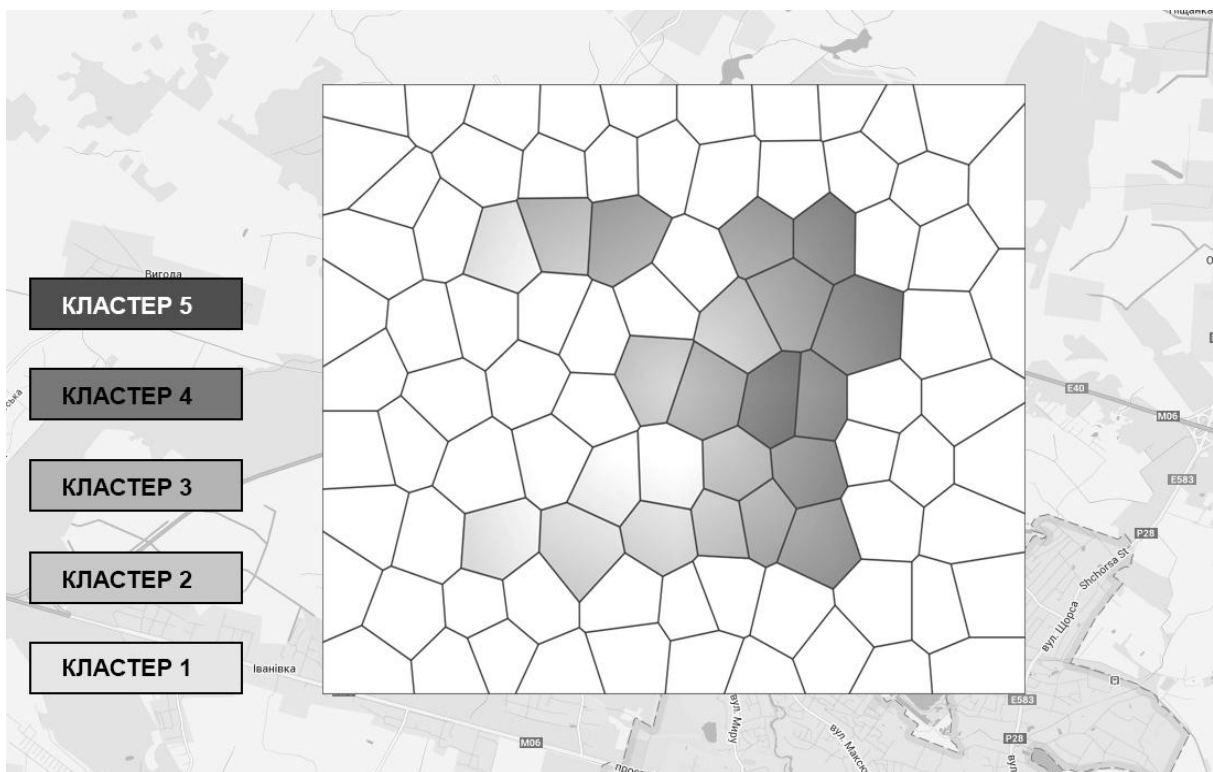 Піщанка
Вигода
КЛАСТЕР 5
КЛАСТЕР 4
E40
M06
КЛАСТЕР 3
E583
P28
Shchorsa St
КЛАСТЕР 2
вул. Щорса
КЛАСТЕР 1
Іванівка
E583
вул. Миру
M06
P28